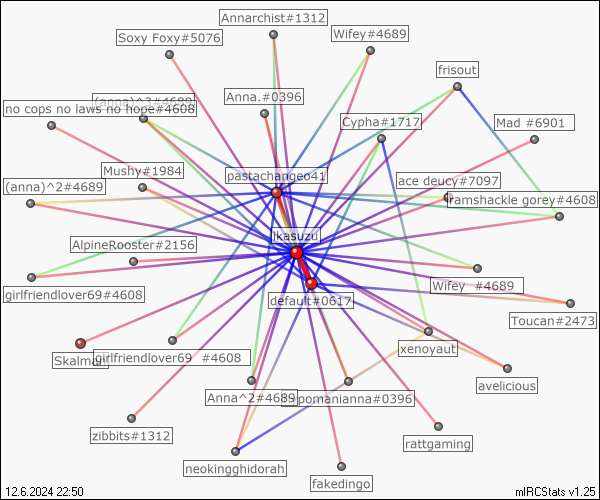 Annarchist#1312
Soxy Foxy#5076
Wifey#4689
frisout
Anna.#0396
(anna)^3#4689
no cops no laws no hope#4608
Cypha#1717
Mad #6901
Mushy#1984
pastachangeo41
ace deucy#7097
(anna)^2#4689
ramshackle gorey#4608
ikasuzu
AlpineRooster#2156
Wifey #4689
girlfriendlover69#4608
default#0617
Toucan#2473
Skalman
girlfriendlover69 #4608
xenoyaut
avelicious
Anna^2#4689
pomanianna#0396
zibbits#1312
rattgaming
neokingghidorah
fakedingo
12.6.2024 22:50
mIRCStats v1.25